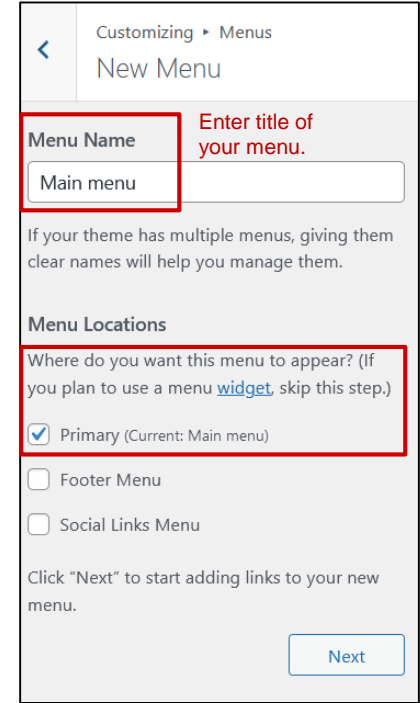 Customizing ▸ Menus
New Menu
Enter title of
your menu.
Menu Name
Main menu
If your theme has multiple menus, giving them
clear names will help you manage them.
Menu Locations
Where do you want this menu to appear? (If
you plan to use a menu widget, skip this step.)
Primary (Current: Main menu)
Footer Menu
Social Links Menu
Click “Next” to start adding links to your new
menu.
Next